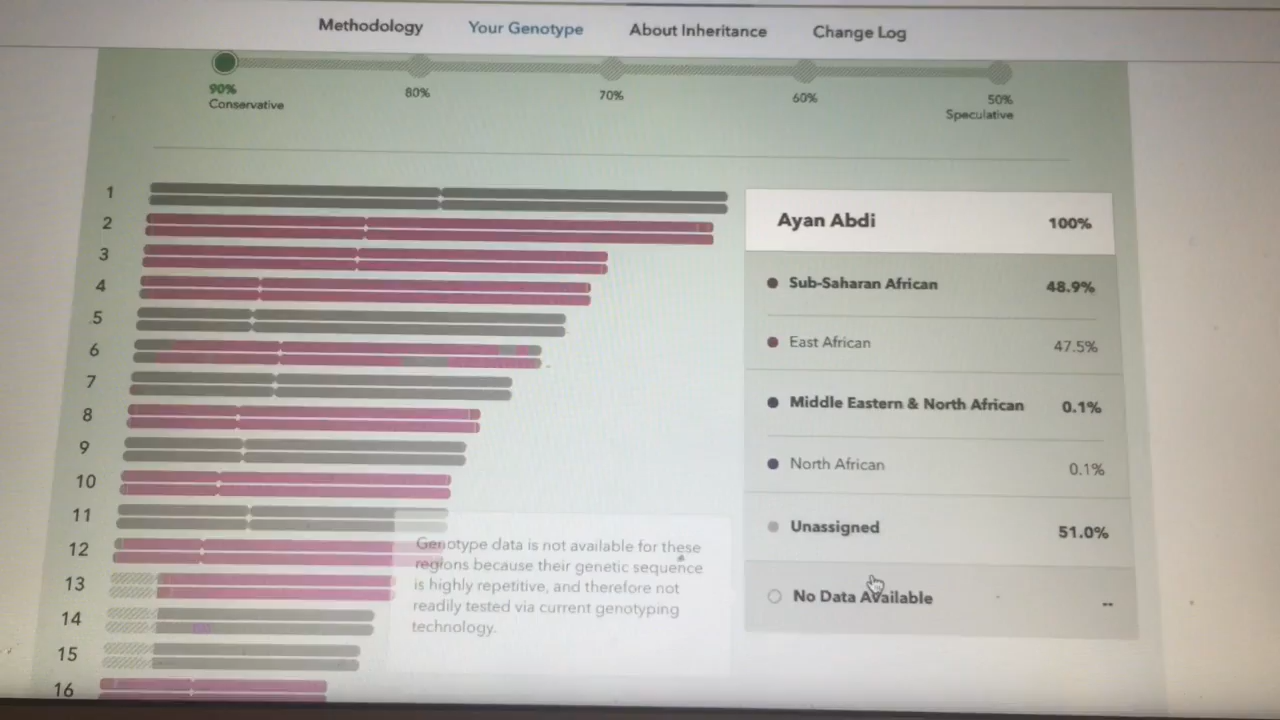 Methodology
Your Genotype
About Inheritance
Change Log
90%
Conservative
80%
70%
60%
50%
Speculative
1
2
3
4
5
6
7
8
9
10
11
12
13
14
15
16
Ayan Abdi 100%
Sub-Saharan African 48.9%
East African 47.5%
Middle Eastern & North African 0.1%
North African 0.1%
Unassigned 51.0%
No Data Available --
Genotype data is not available for these
regions because their genetic sequence
is highly repetitive, and therefore not
readily tested via current genotyping
technology.